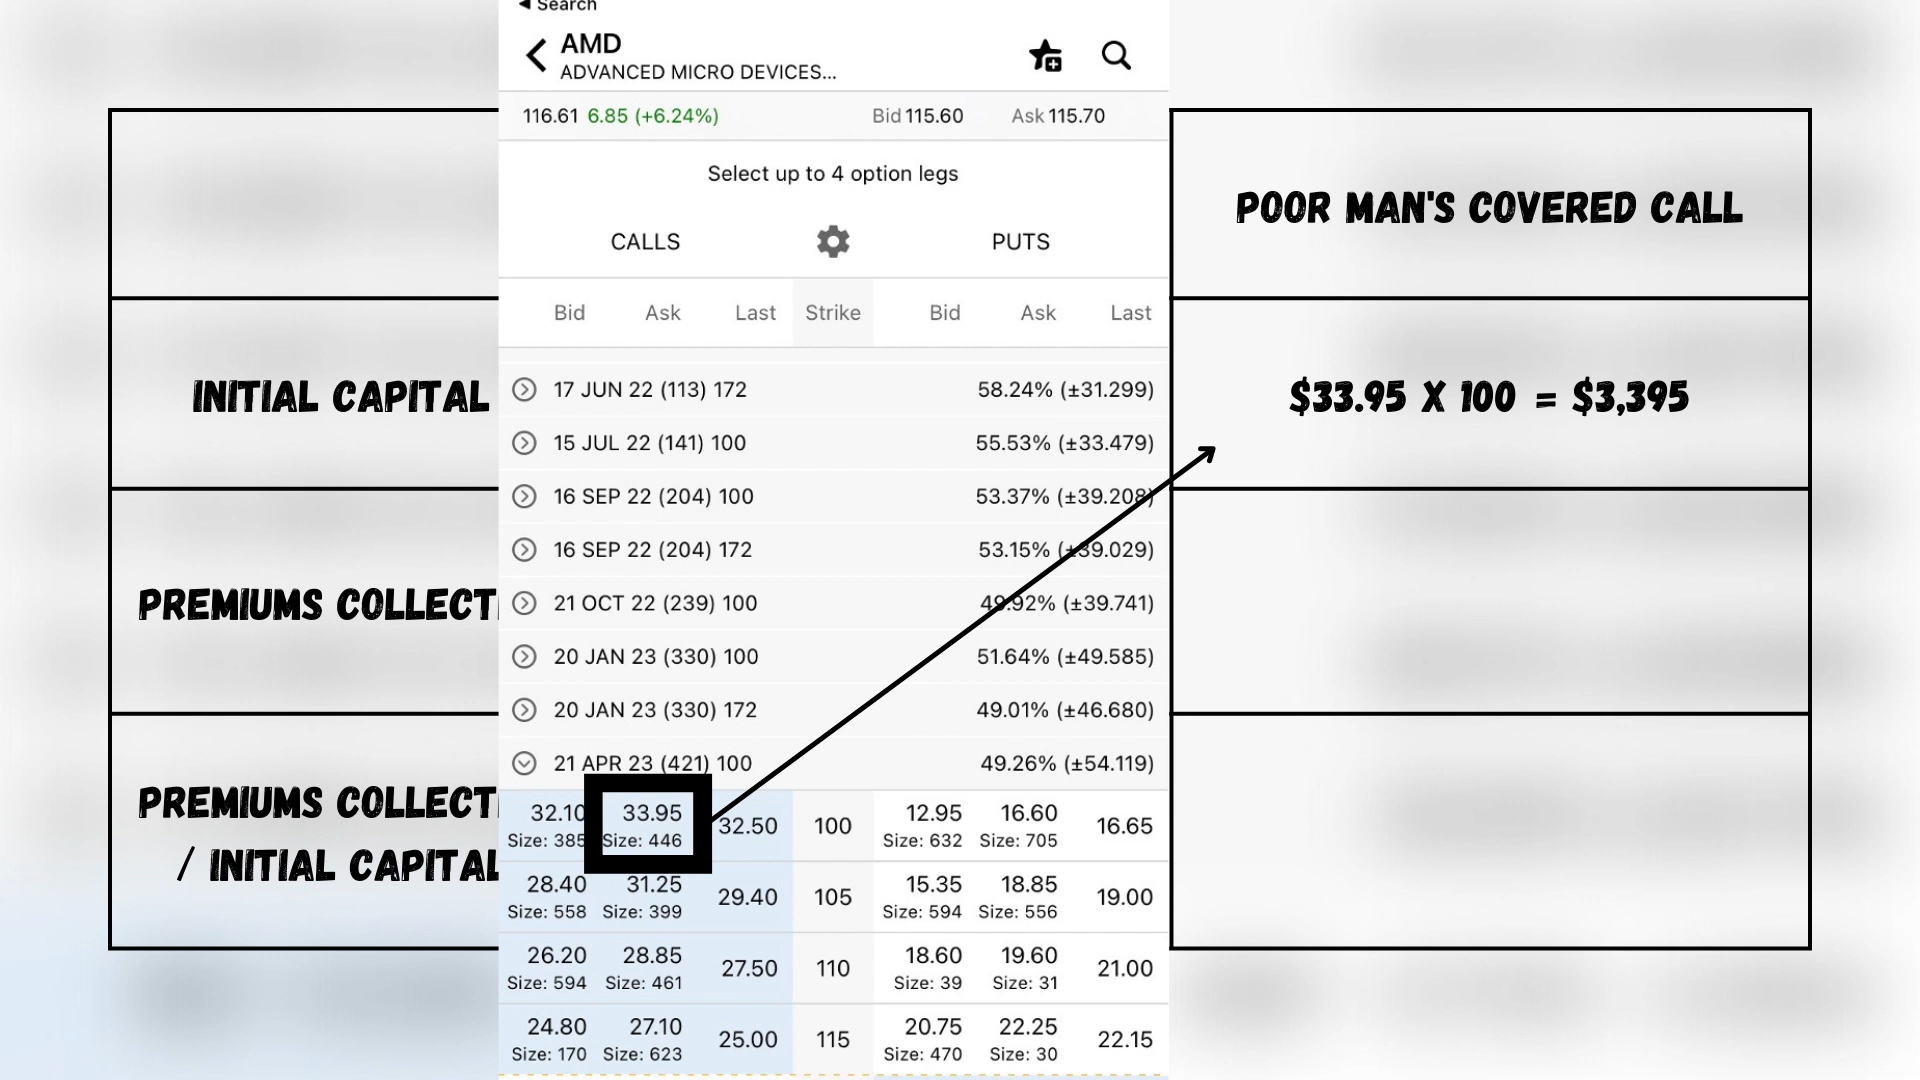 ◀ Search
AMD
ADVANCED MICRO DEVICES...
116.61 6.85 (+6.24%) Bid 115.60 Ask 115.70
Select up to 4 option legs
CALLS PUTS
Bid Ask Last Strike Bid Ask Last
17 JUN 22 (113) 172 58.24% (±31.299)
15 JUL 22 (141) 100 55.53% (±33.479)
16 SEP 22 (204) 100 53.37% (±39.208)
16 SEP 22 (204) 172 53.15% (±39.029)
21 OCT 22 (239) 100 49.92% (±39.741)
20 JAN 23 (330) 100 51.64% (±49.585)
20 JAN 23 (330) 172 49.01% (±46.680)
21 APR 23 (421) 100 49.26% (±54.119)
32.10 33.95 32.50 100 12.95 16.60 16.65
Size: 385 Size: 446 Size: 632 Size: 705
28.40 31.25 29.40 105 15.35 18.85 19.00
Size: 558 Size: 399 Size: 594 Size: 556
26.20 28.85 27.50 110 18.60 19.60 21.00
Size: 594 Size: 461 Size: 39 Size: 31
24.80 27.10 25.00 115 20.75 22.25 22.15
Size: 170 Size: 623 Size: 470 Size: 30
INITIAL CAPITAL
PREMIUMS COLLECT
PREMIUMS COLLECT
/ INITIAL CAPITAL
POOR MAN'S COVERED CALL
$33.95 X 100 = $3,395